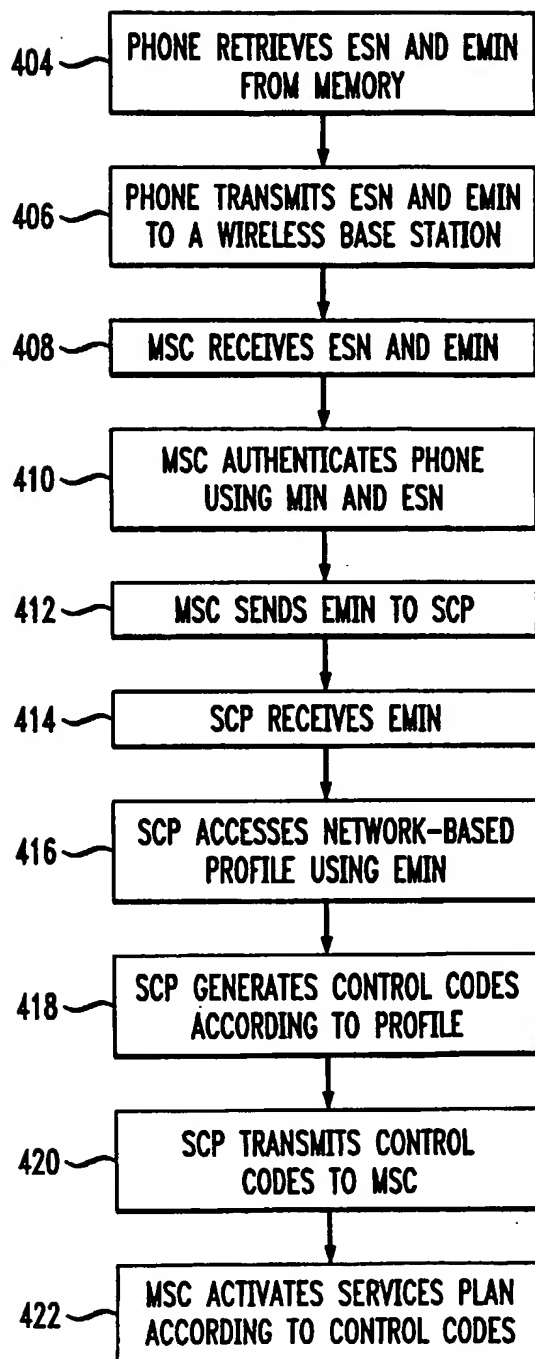 404
PHONE RETRIEVES ESN AND EMIN
FROM MEMORY
406
PHONE TRANSMITS ESN AND EMIN
TO A WIRELESS BASE STATION
408
MSC RECEIVES ESN AND EMIN
410
MSC AUTHENTICATES PHONE
USING MIN AND ESN
412
MSC SENDS EMIN TO SCP
414
SCP RECEIVES EMIN
416
SCP ACCESSES NETWORK-BASED
PROFILE USING EMIN
418
SCP GENERATES CONTROL CODES
ACCORDING TO PROFILE
420
SCP TRANSMITS CONTROL
CODES TO MSC
422
MSC ACTIVATES SERVICES PLAN
ACCORDING TO CONTROL CODES